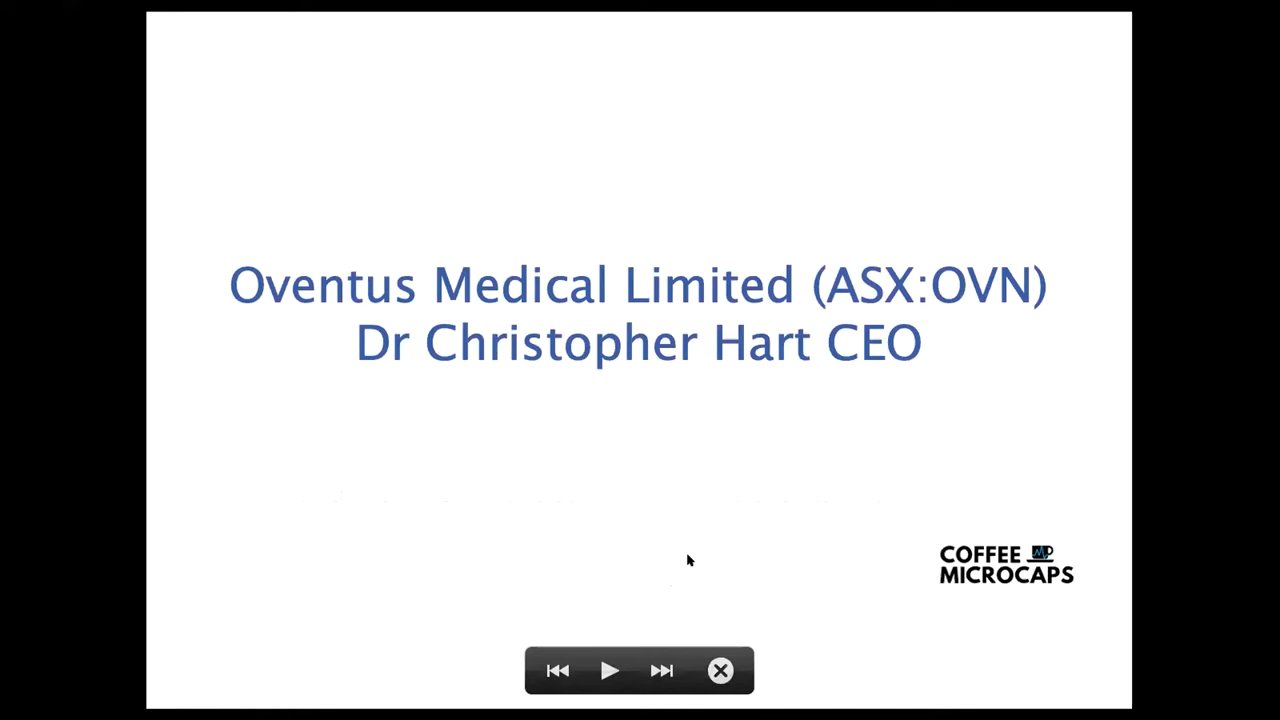 Oventus Medical Limited (ASX:OVN)
Dr Christopher Hart CEO
COFFEE
MICROCAPS